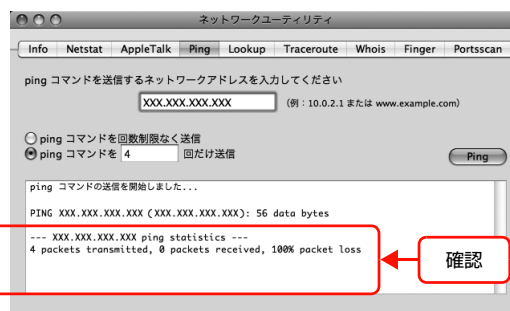 ネットワークユーティリティ
Info Netstat AppleTalk Ping Lookup Traceroute Whois Finger Portsscan
ping コマンドを送信するネットワークアドレスを入力してください
XXX.XXX.XXX.XXX (例：10.0.2.1 または www.example.com)
ping コマンドを回数制限なく送信
ping コマンドを 4 回だけ送信
Ping
ping コマンドの送信を開始しました...
PING XXX.XXX.XXX.XXX (XXX.XXX.XXX.XXX): 56 data bytes
--- XXX.XXX.XXX.XXX ping statistics ---
4 packets transmitted, 0 packets received, 100% packet loss
確認